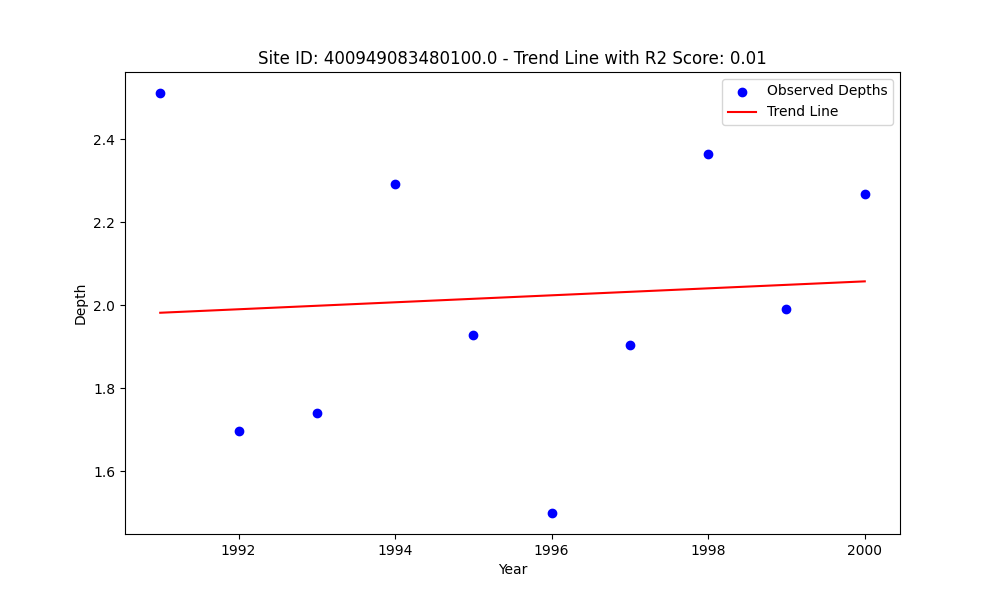 Site ID: 400949083480100.0 - Trend Line with R2 Score: 0.01
Observed Depths
Trend Line
Depth
2.4
2.2
2.0
1.8
1.6
1992
1994
1996
1998
2000
Year